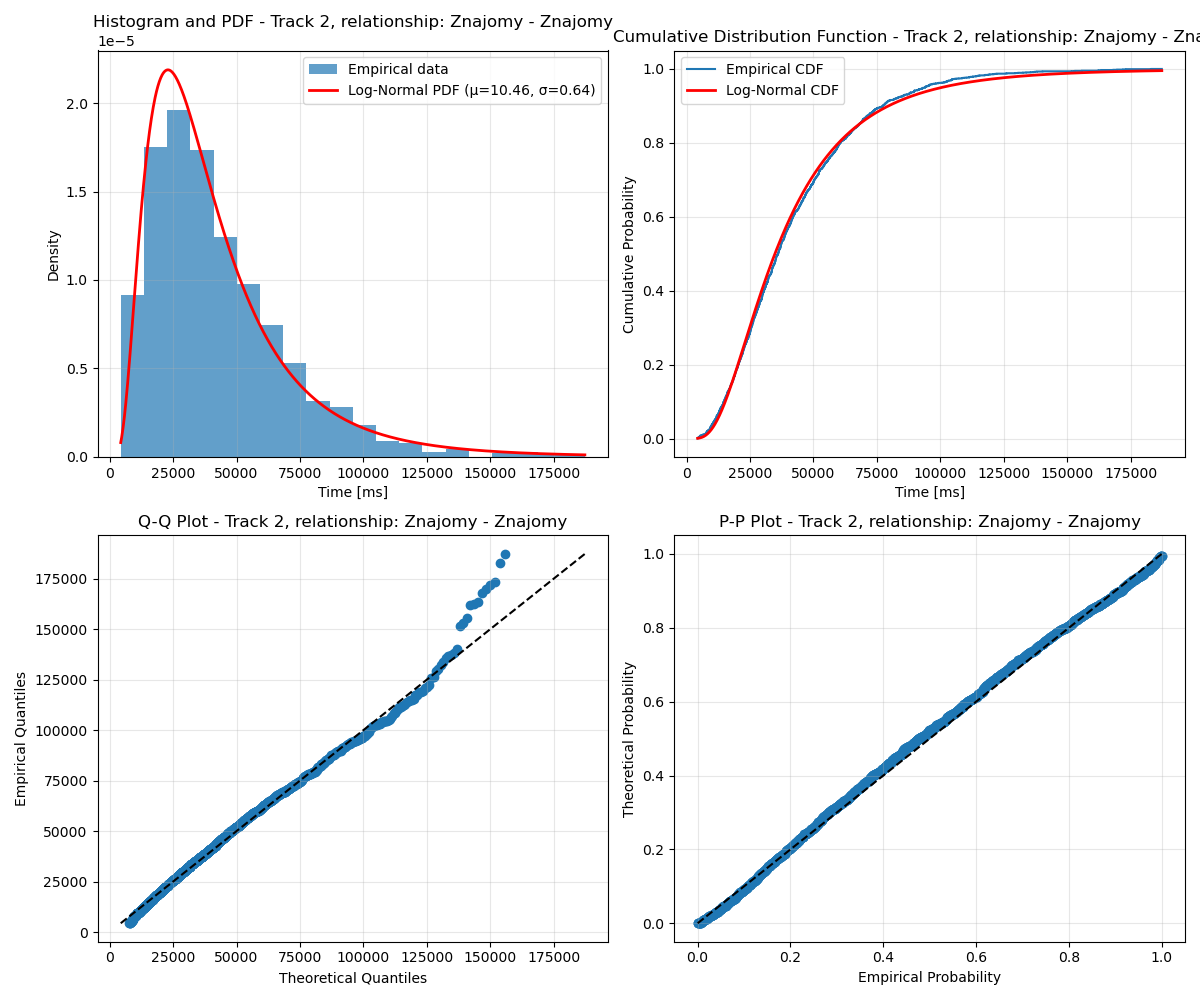 Histogram and PDF - Track 2, relationship: Znajomy - Znajomy
1e−5
Empirical data
Log-Normal PDF (μ=10.46, σ=0.64)
2.0
1.5
1.0
0.5
0.0
Density
0 25000 50000 75000 100000 125000 150000 175000
Time [ms]
Cumulative Distribution Function - Track 2, relationship: Znajomy - Zna
Empirical CDF
Log-Normal CDF
1.0
0.8
0.6
0.4
0.2
0.0
Cumulative Probability
0 25000 50000 75000 100000 125000 150000 175000
Time [ms]
Q-Q Plot - Track 2, relationship: Znajomy - Znajomy
175000
150000
125000
100000
75000
50000
25000
0
Empirical Quantiles
0 25000 50000 75000 100000 125000 150000 175000
Theoretical Quantiles
P-P Plot - Track 2, relationship: Znajomy - Znajomy
1.0
0.8
0.6
0.4
0.2
0.0
Theoretical Probability
0.0 0.2 0.4 0.6 0.8 1.0
Empirical Probability